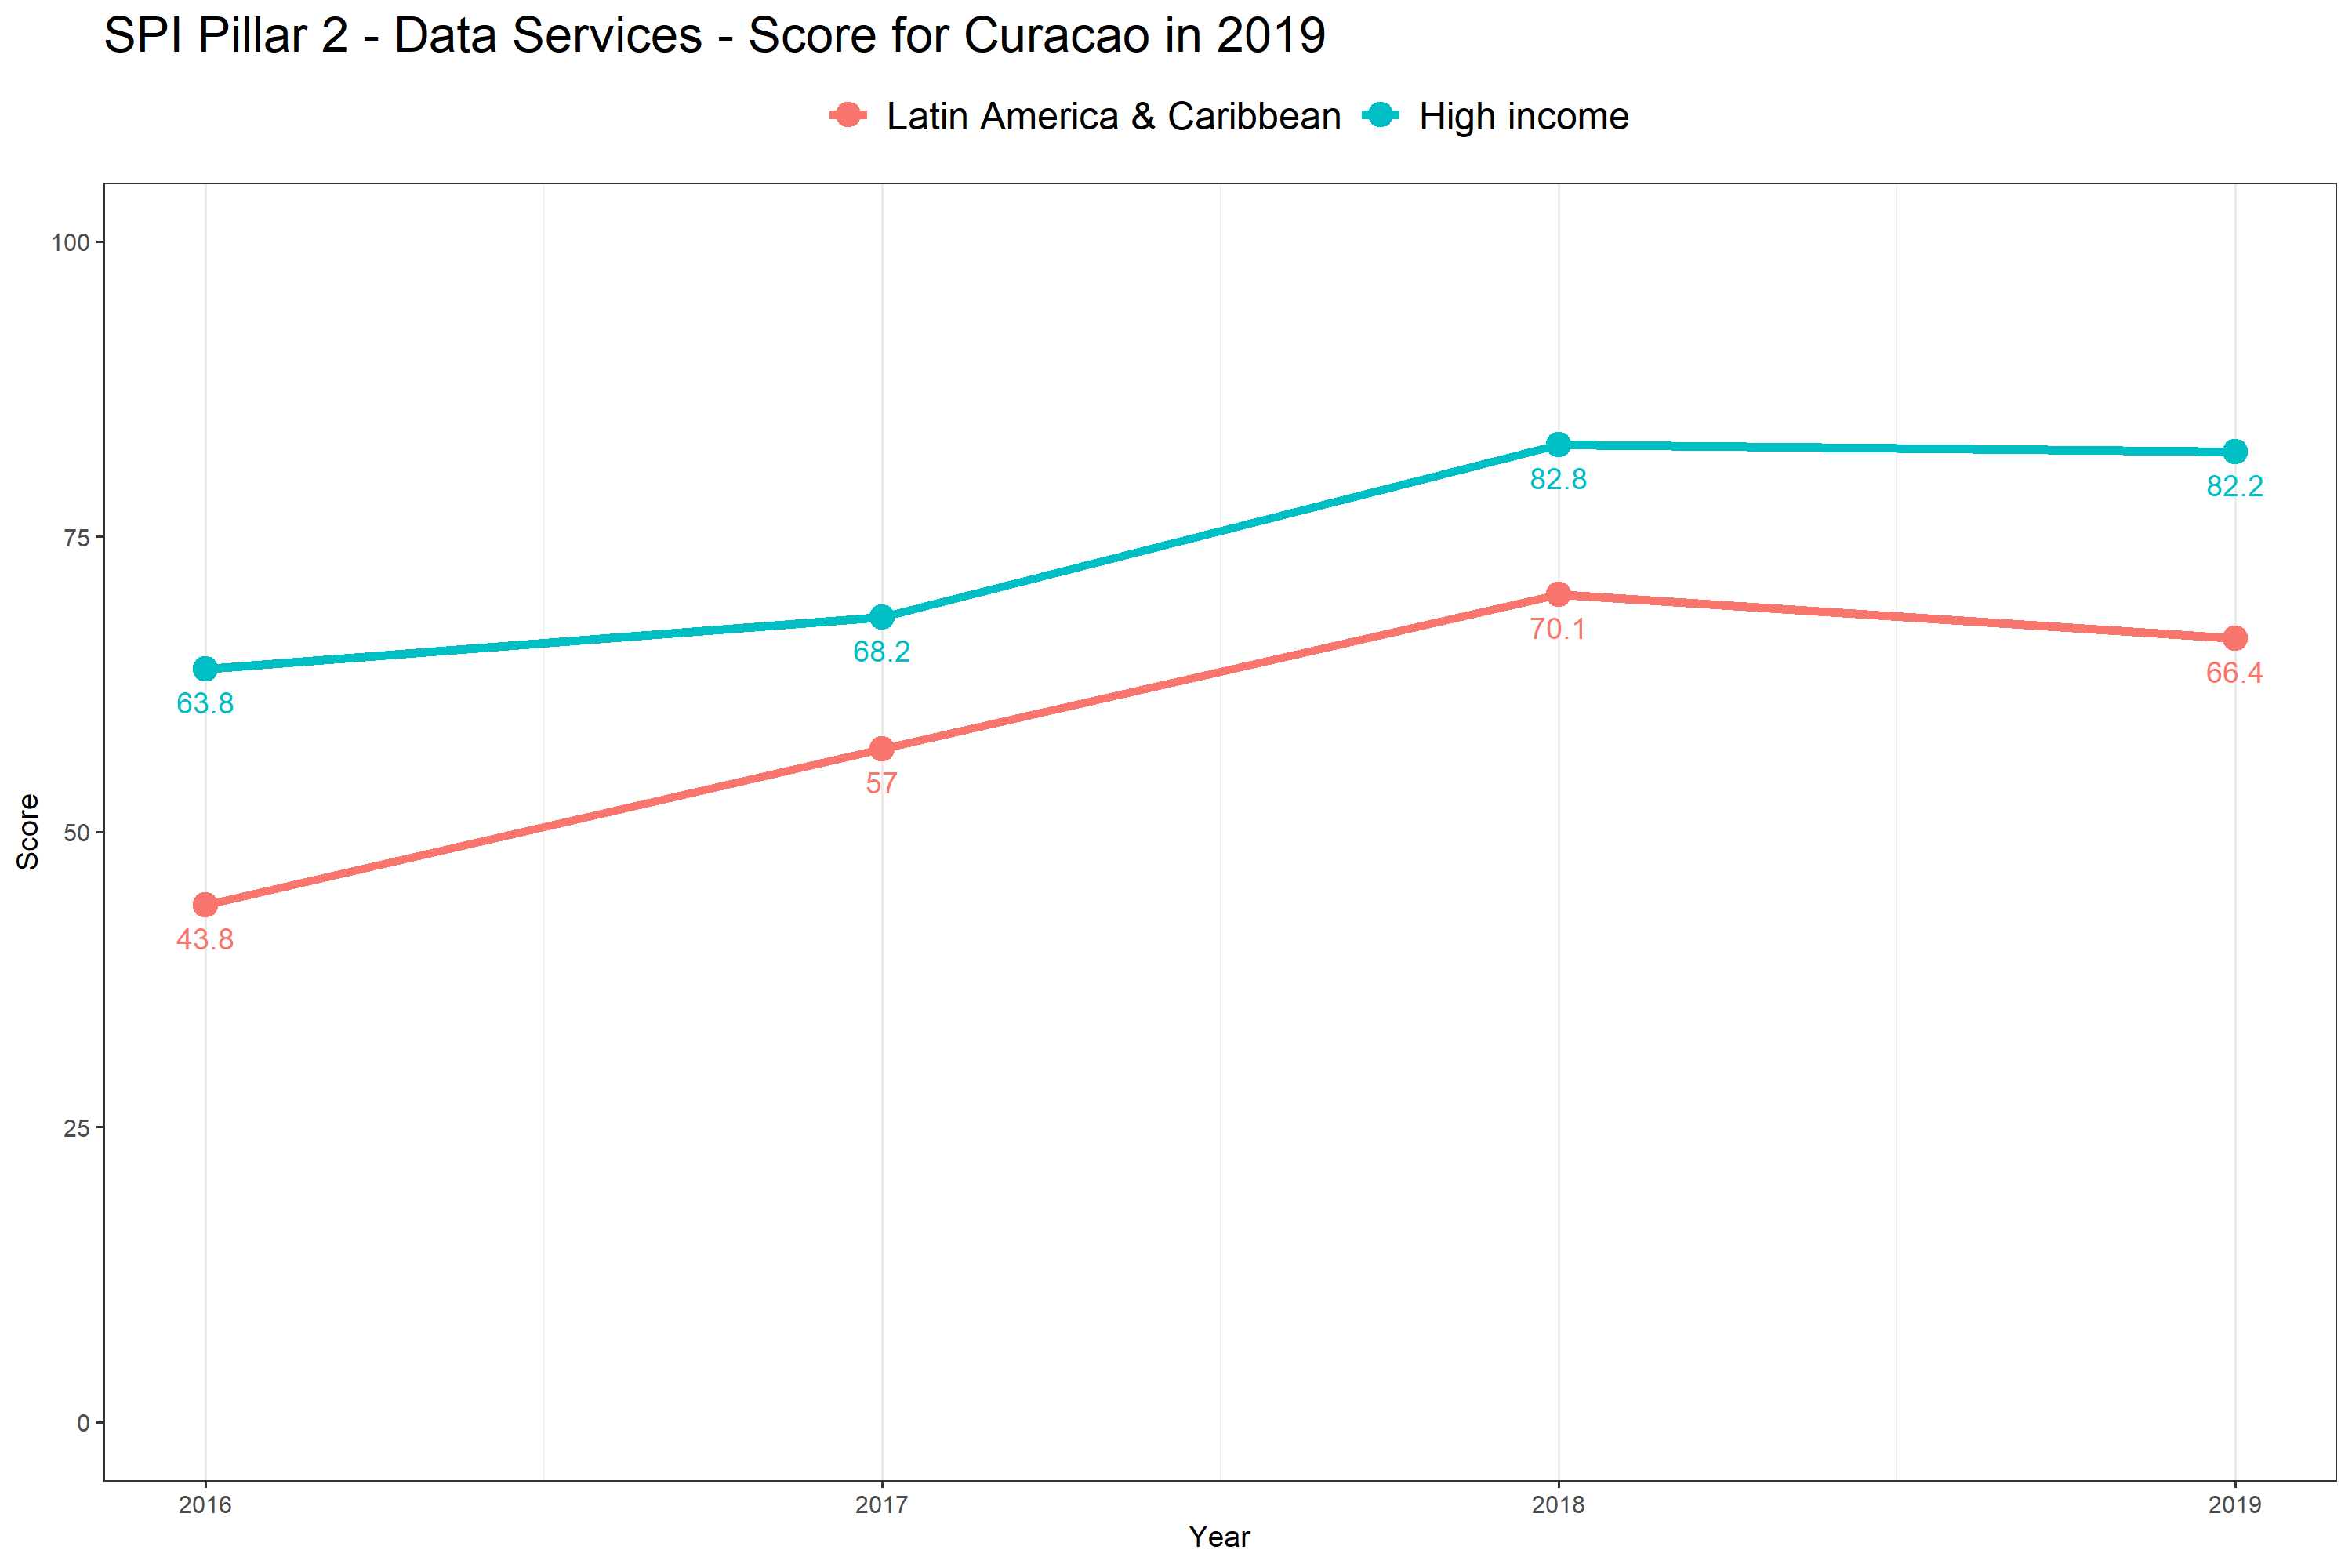 SPI Pillar 2 - Data Services - Score for Curacao in 2019
Latin America & Caribbean High income
100
75
50
25
0
Score
82.8
82.2
70.1
68.2
66.4
63.8
57
43.8
2016 2017 2018 2019
Year